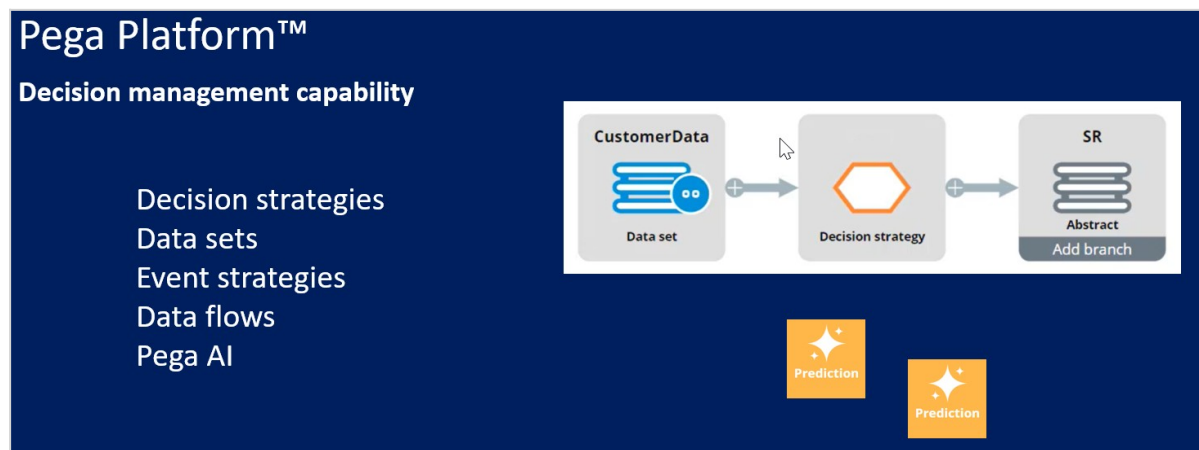 Pega Platform™
Decision management capability
Decision strategies
Data sets
Event strategies
Data flows
Pega AI
CustomerData
Data set
Decision strategy
SR
Abstract
Add branch
Prediction
Prediction